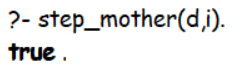 ?- step_mother(d,i).
true .